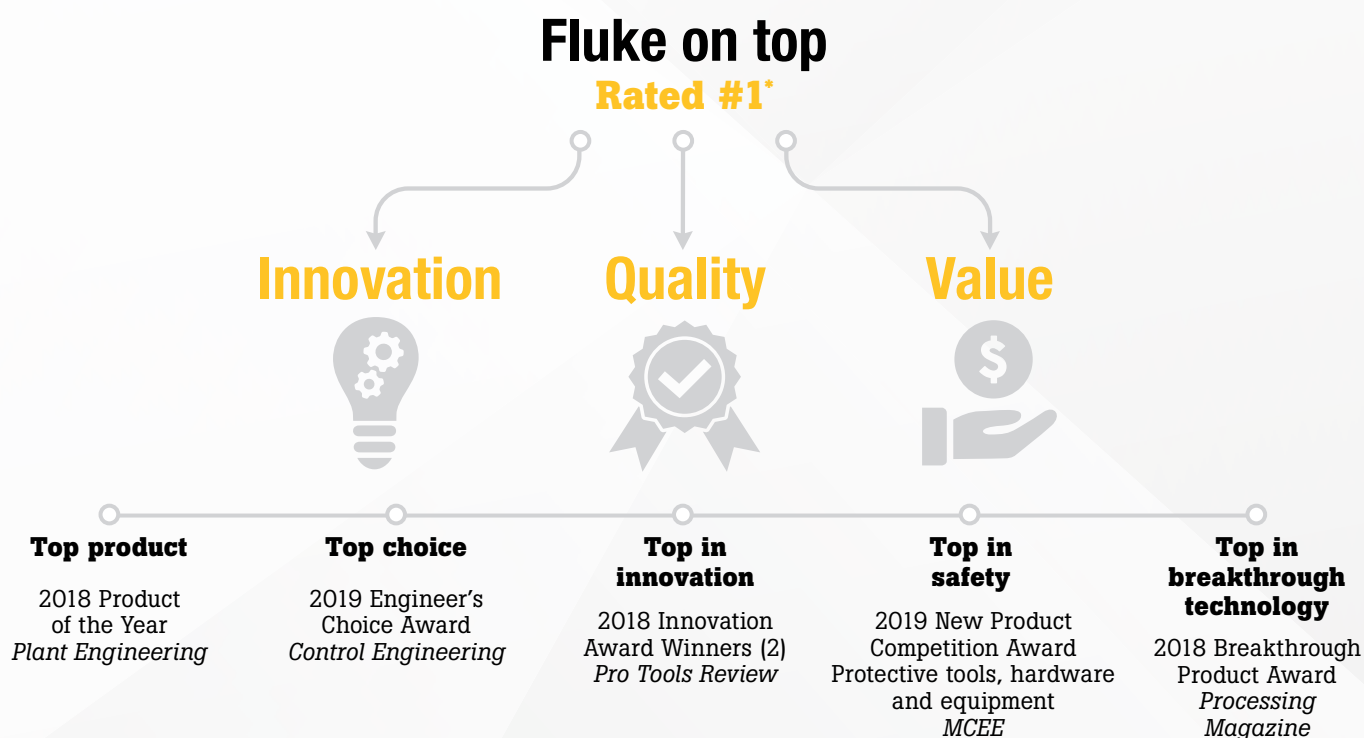 Fluke on top
Rated #1*
Innovation
Quality
Value
$
Top product
2018 Product
of the Year
Plant Engineering
Top choice
2019 Engineer's
Choice Award
Control Engineering
Top in
innovation
2018 Innovation
Award Winners (2)
Pro Tools Review
Top in
safety
2019 New Product
Competition Award
Protective tools, hardware
and equipment
MCEE
Top in
breakthrough
technology
2018 Breakthrough
Product Award
Processing
Magazine